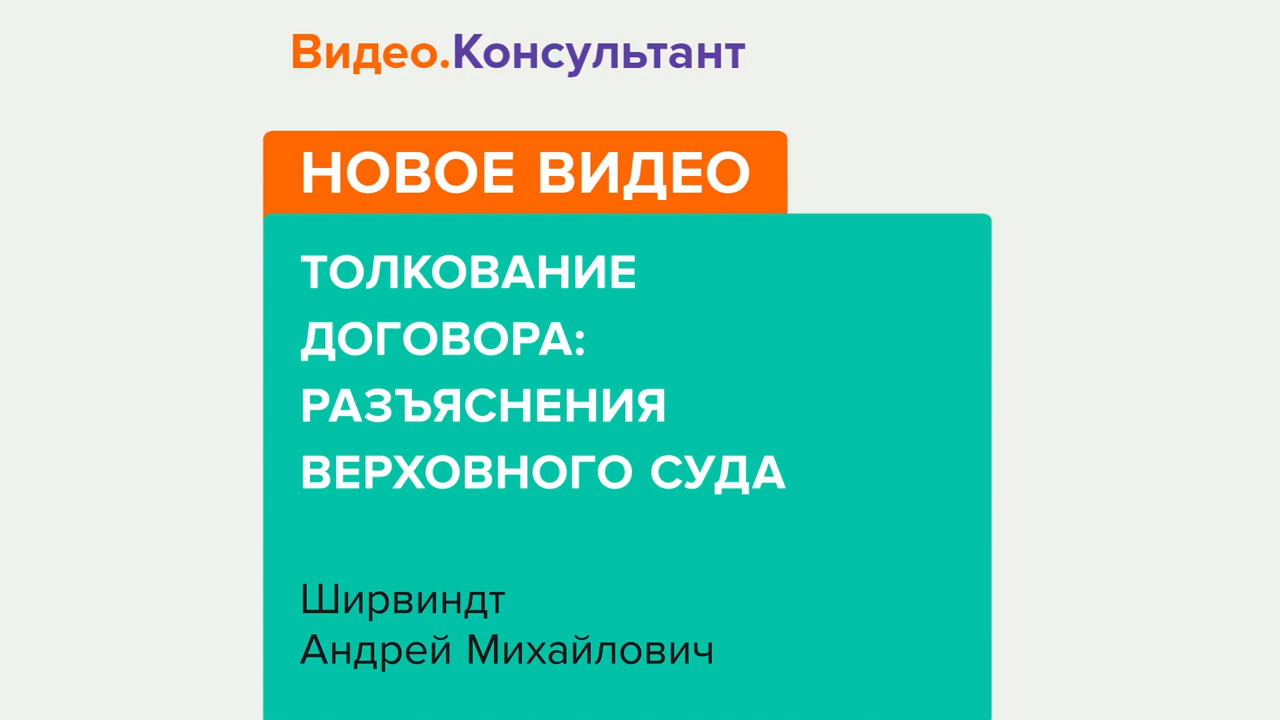 Видео.Консультант
НОВОЕ ВИДЕО
ТОЛКОВАНИЕ
ДОГОВОРА:
РАЗЪЯСНЕНИЯ
ВЕРХОВНОГО СУДА
Ширвиндт
Андрей Михайлович